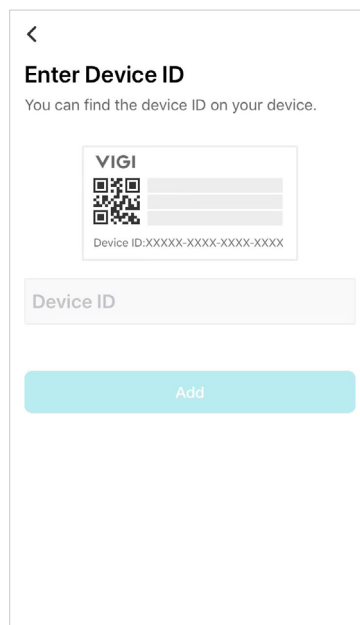 Enter Device ID
You can find the device ID on your device.
VIGI
Device ID:XXXXX-XXXX-XXXX-XXXX
Device ID
Add